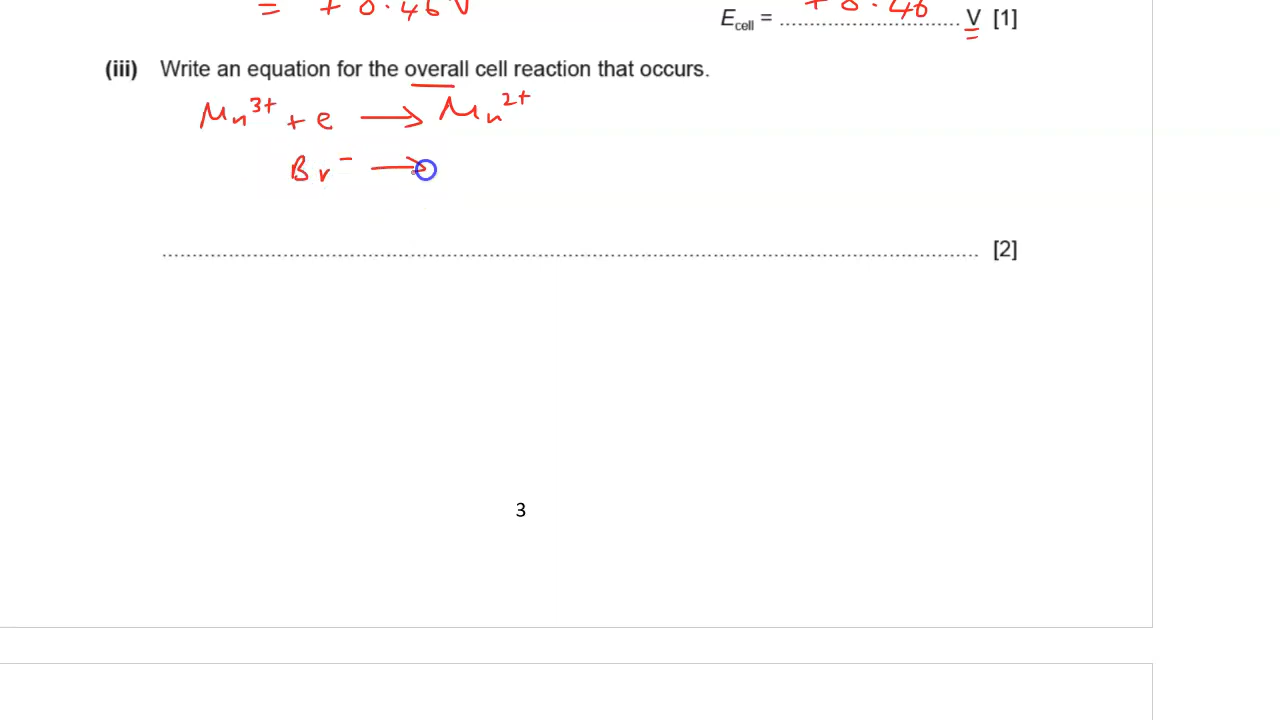 = + 0.46 V
E cell = ........................... V [1]
+ 0.46
(iii) Write an equation for the overall cell reaction that occurs.
Mn³⁺ + e → Mn²⁺
Br⁻ →
.......................................................................................................................................... [2]
3